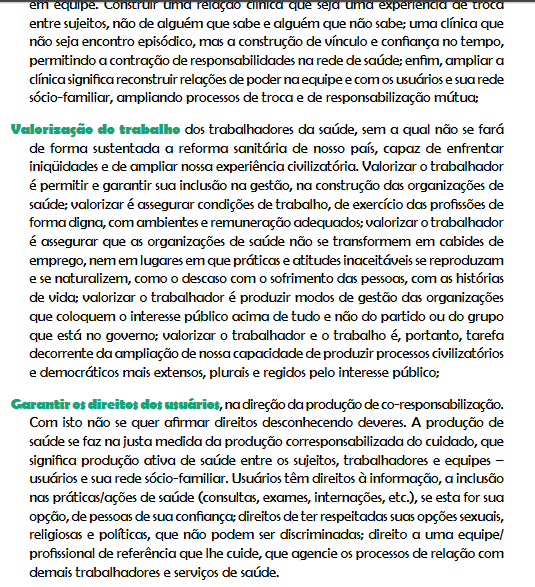 em equipe. Construir uma relação clínica que seja uma experiência de troca
entre sujeitos, não de alguém que sabe e alguém que não sabe; uma clínica que
não seja encontro episódico, mas a construção de vínculo e confiança no tempo,
permitindo a contração de responsabilidades na rede de saúde; enfim, ampliar a
clínica significa reconstruir relações de poder na equipe e com os usuários e sua rede
sócio-familiar, ampliando processos de troca e de responsabilização mútua;
Valorização do trabalho dos trabalhadores da saúde, sem a qual não se fará
de forma sustentada a reforma sanitária de nosso país, capaz de enfrentar
iniqüidades e de ampliar nossa experiência civilizatória. Valorizar o trabalhador
é permitir e garantir sua inclusão na gestão, na construção das organizações de
saúde; valorizar é assegurar condições de trabalho, de exercício das profissões de
forma digna, com ambientes e remuneração adequados; valorizar o trabalhador
é assegurar que as organizações de saúde não se transformem em cabides de
emprego, nem em lugares em que práticas e atitudes inaceitáveis se reproduzam
e se naturalizem, como o descaso com o sofrimento das pessoas, com as histórias
de vida; valorizar o trabalhador é produzir modos de gestão das organizações
que coloquem o interesse público acima de tudo e não do partido ou do grupo
que está no governo; valorizar o trabalhador e o trabalho é, portanto, tarefa
decorrente da ampliação de nossa capacidade de produzir processos civilizatórios
e democráticos mais extensos, plurais e regidos pelo interesse público;
Garantir os direitos dos usuários, na direção da produção de co-responsabilização.
Com isto não se quer afirmar direitos desconhecendo deveres. A produção de
saúde se faz na justa medida da produção corresponsabilizada do cuidado, que
significa produção ativa de saúde entre os sujeitos, trabalhadores e equipes –
usuários e sua rede sócio-familiar. Usuários têm direitos à informação, a inclusão
nas práticas/ações de saúde (consultas, exames, internações, etc.), se esta for sua
opção, de pessoas de sua confiança; direitos de ter respeitadas suas opções sexuais,
religiosas e políticas, que não podem ser discriminadas; direito a uma equipe/
profissional de referência que lhe cuide, que agencie os processos de relação com
demais trabalhadores e serviços de saúde.